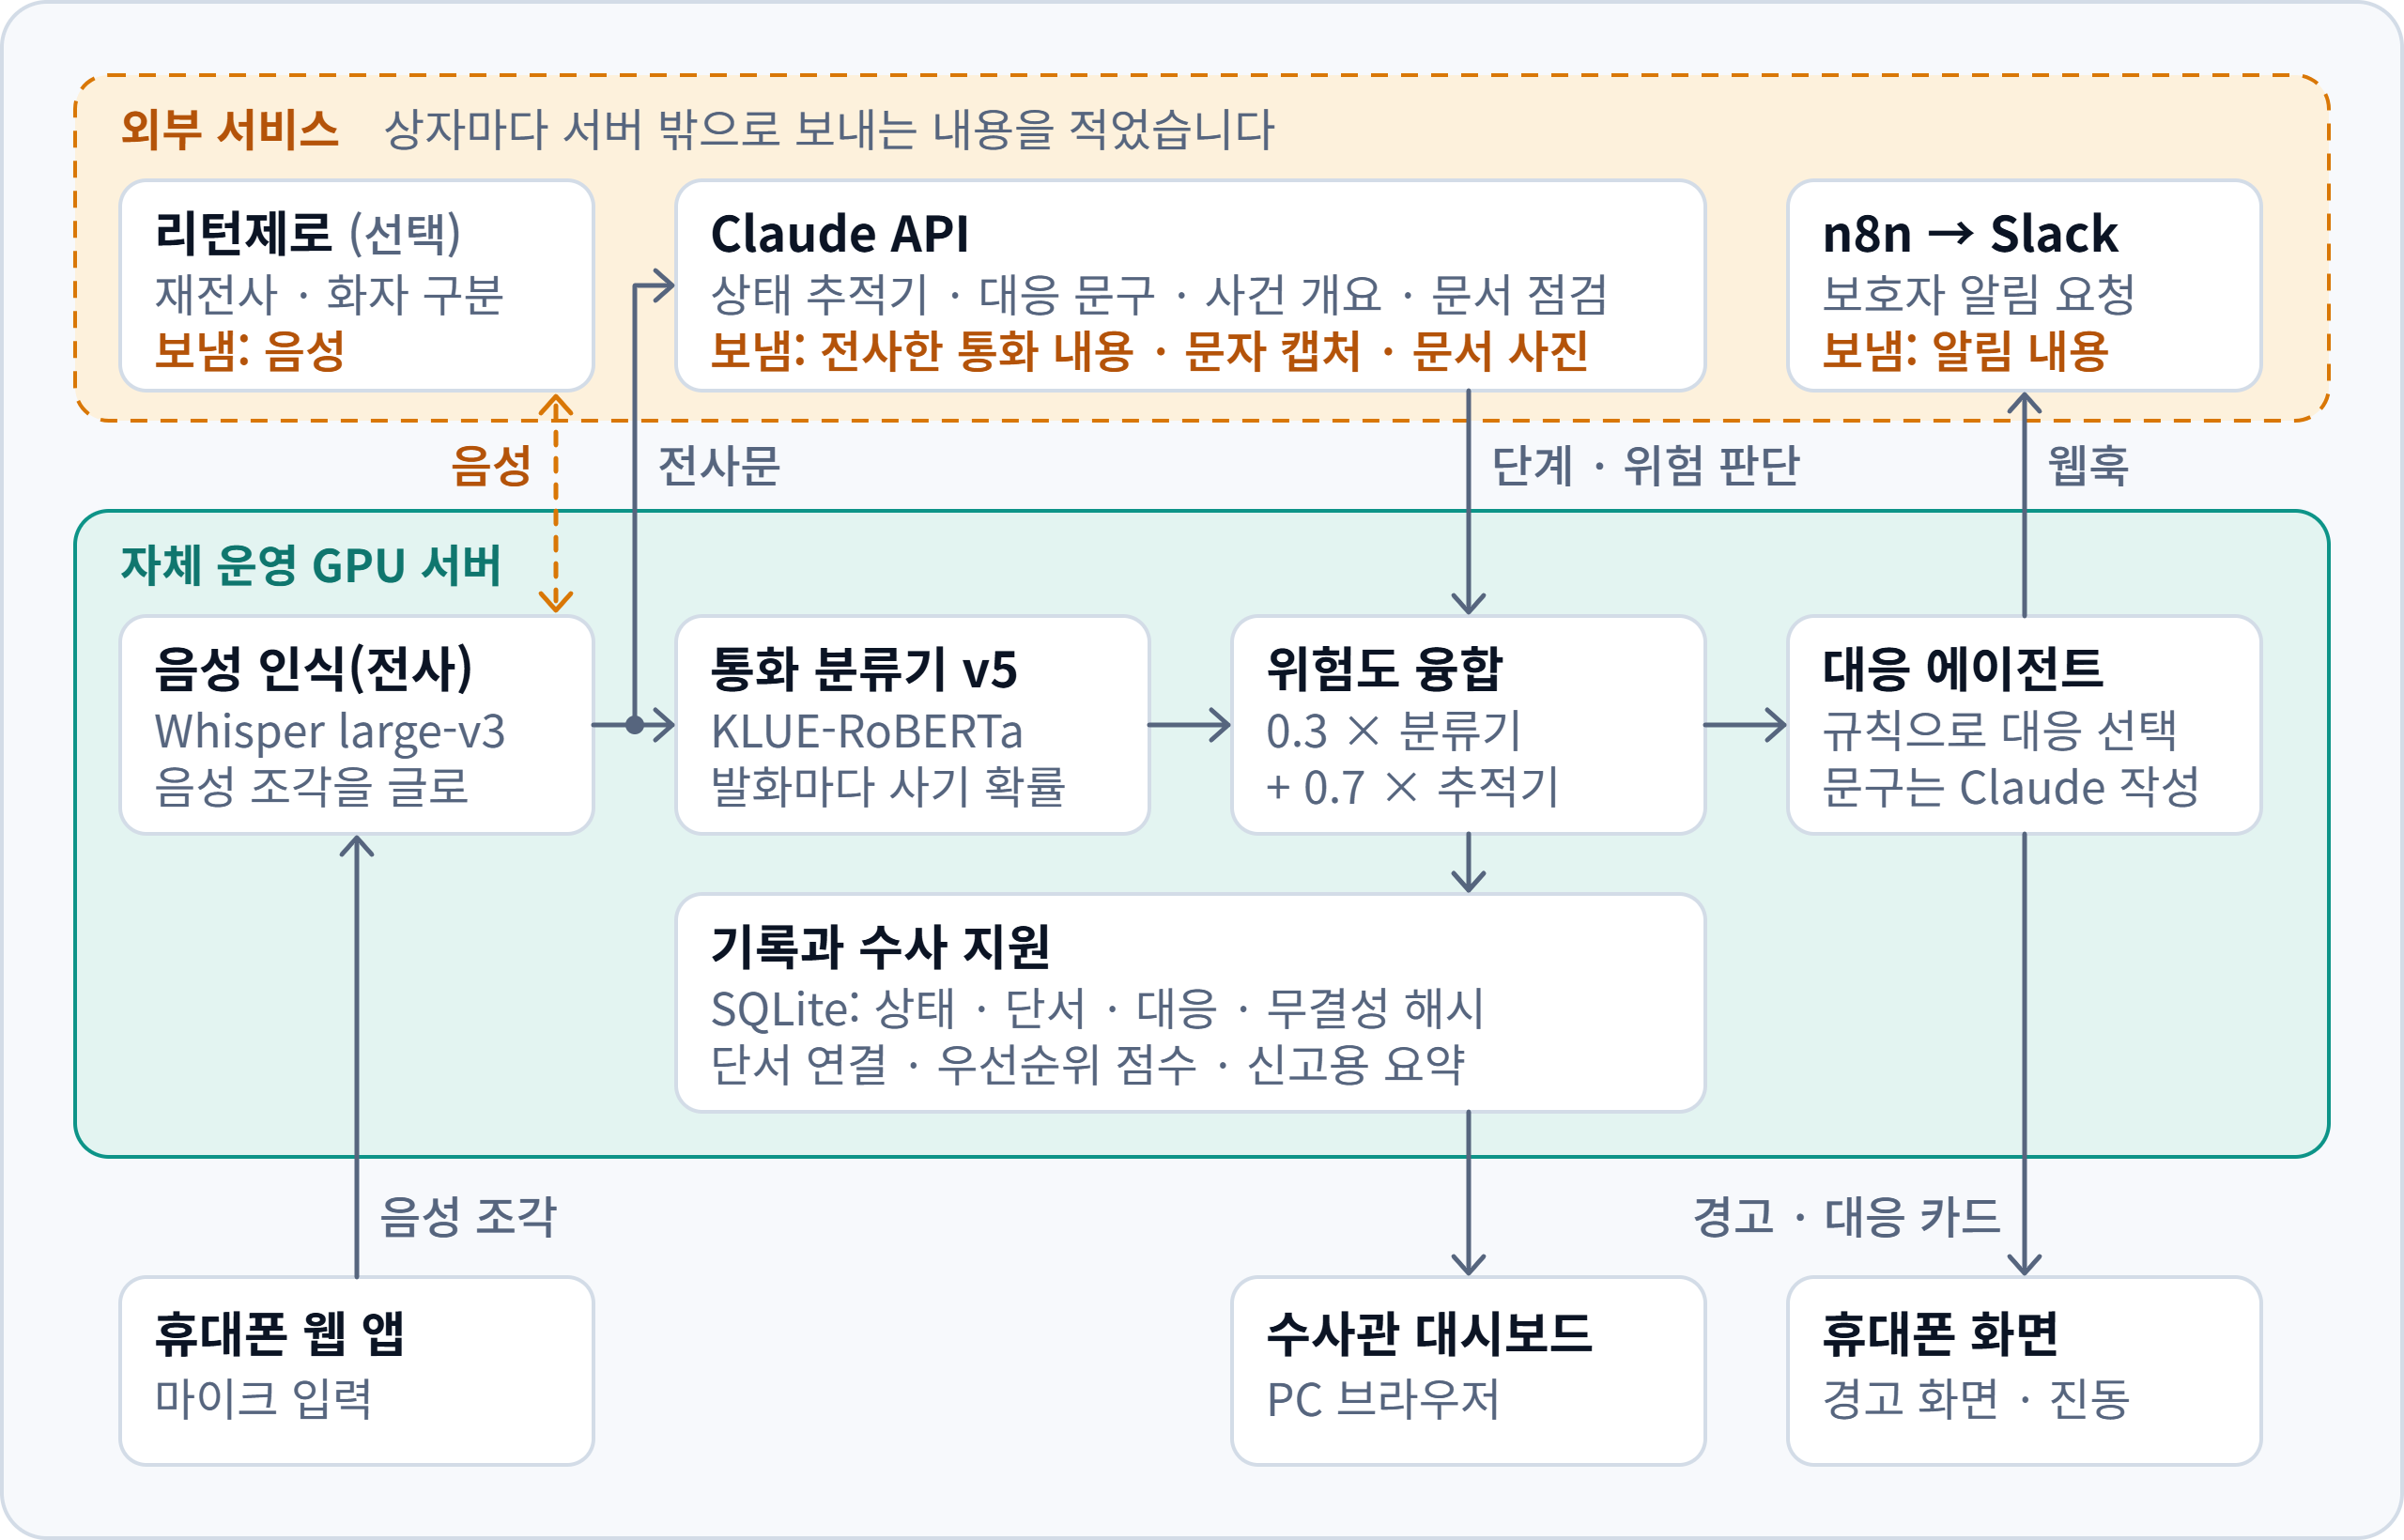 외부 서비스 상자마다 서버 밖으로 보내는 내용을 적었습니다
리턴제로 (선택)
재전사 · 화자 구분
보냄: 음성
Claude API
상태 추적기 · 대응 문구 · 사건 개요 · 문서 점검
보냄: 전사한 통화 내용 · 문자 캡처 · 문서 사진
n8n → Slack
보호자 알림 요청
보냄: 알림 내용
음성
전사문
단계 · 위험 판단
웹훅
자체 운영 GPU 서버
음성 인식(전사)
Whisper large-v3
음성 조각을 글로
통화 분류기 v5
KLUE-RoBERTa
발화마다 사기 확률
위험도 융합
0.3 × 분류기
+ 0.7 × 추적기
대응 에이전트
규칙으로 대응 선택
문구는 Claude 작성
기록과 수사 지원
SQLite: 상태 · 단서 · 대응 · 무결성 해시
단서 연결 · 우선순위 점수 · 신고용 요약
음성 조각
경고 · 대응 카드
휴대폰 웹 앱
마이크 입력
수사관 대시보드
PC 브라우저
휴대폰 화면
경고 화면 · 진동